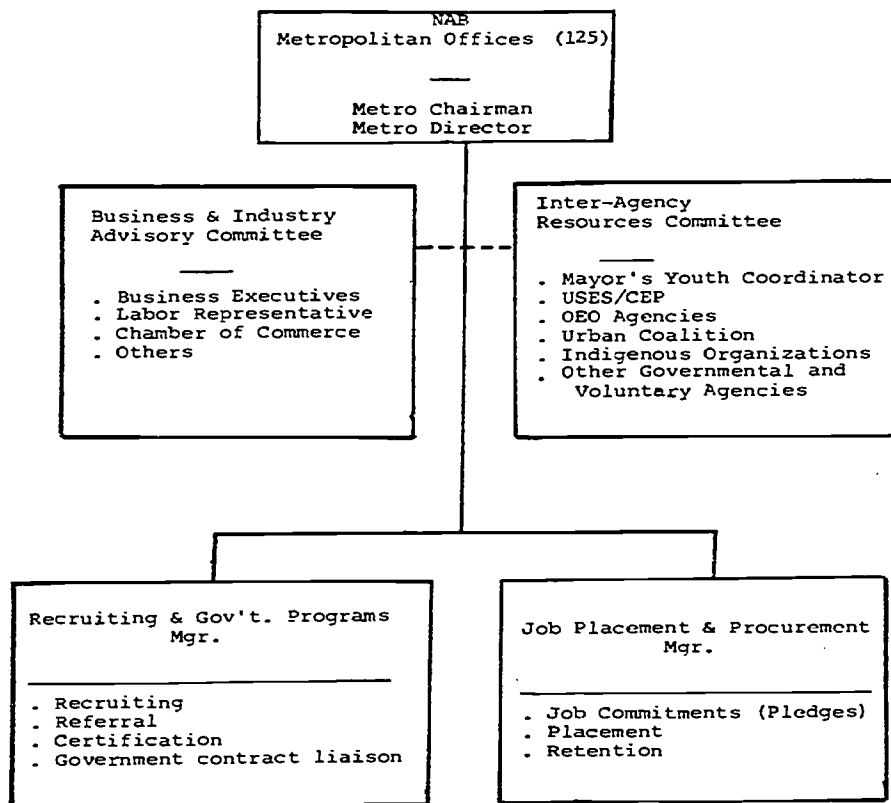 NAB
Metropolitan Offices (125)
Metro Chairman
Metro Director
Business & Industry
Advisory Committee
. Business Executives
. Labor Representative
. Chamber of Commerce
. Others
Inter-Agency
Resources Committee
. Mayor's Youth Coordinator
. USES/CEP
. OEO Agencies
. Urban Coalition
. Indigenous Organizations
. Other Governmental and
Voluntary Agencies
Recruiting & Gov't. Programs
Mgr.
. Recruiting
. Referral
. Certification
. Government contract liaison
Job Placement & Procurement
Mgr.
. Job Commitments (Pledges)
. Placement
. Retention